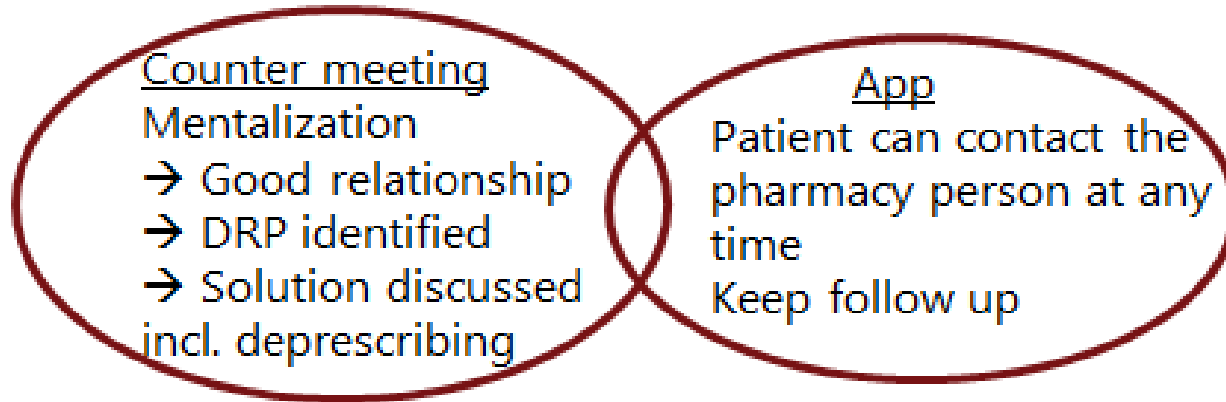 Counter meeting
Mentalization
→ Good relationship
→ DRP identified
→ Solution discussed
incl. deprescribing
App
Patient can contact the
pharmacy person at any
time
Keep follow up